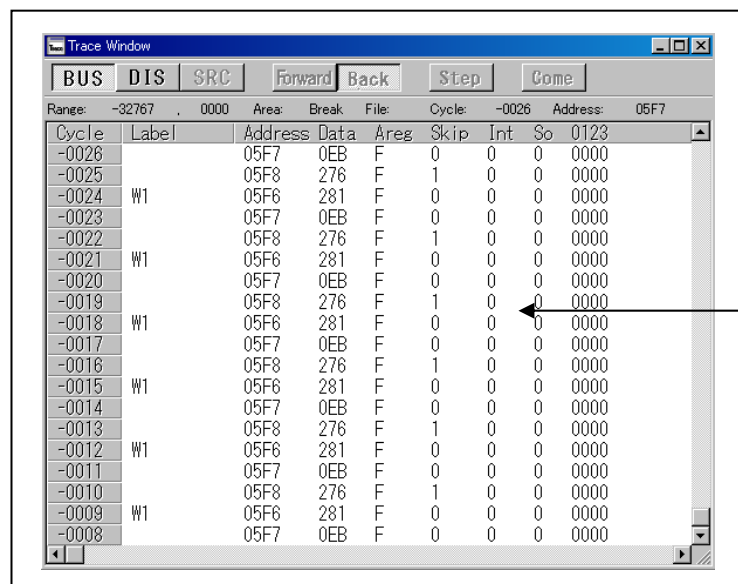 Trace Window
BUS DIS SRC Forward Back Step Come
Range: -32767 , 0000 Area: Break File: Cycle: -0026 Address: 05F7
Cycle Label Address Data Areg Skip Int So 0123
-0026 05F7 0EB F 0 0 0 0000
-0025 05F8 276 F 1 0 0 0000
-0024 W1 05F6 281 F 0 0 0 0000
-0023 05F7 0EB F 0 0 0 0000
-0022 05F8 276 F 1 0 0 0000
-0021 W1 05F6 281 F 0 0 0 0000
-0020 05F7 0EB F 0 0 0 0000
-0019 05F8 276 F 1 0 0 0000
-0018 W1 05F6 281 F 0 0 0 0000
-0017 05F7 0EB F 0 0 0 0000
-0016 05F8 276 F 1 0 0 0000
-0015 W1 05F6 281 F 0 0 0 0000
-0014 05F7 0EB F 0 0 0 0000
-0013 05F8 276 F 1 0 0 0000
-0012 W1 05F6 281 F 0 0 0 0000
-0011 05F7 0EB F 0 0 0 0000
-0010 05F8 276 F 1 0 0 0000
-0009 W1 05F6 281 F 0 0 0 0000
-0008 05F7 0EB F 0 0 0 0000